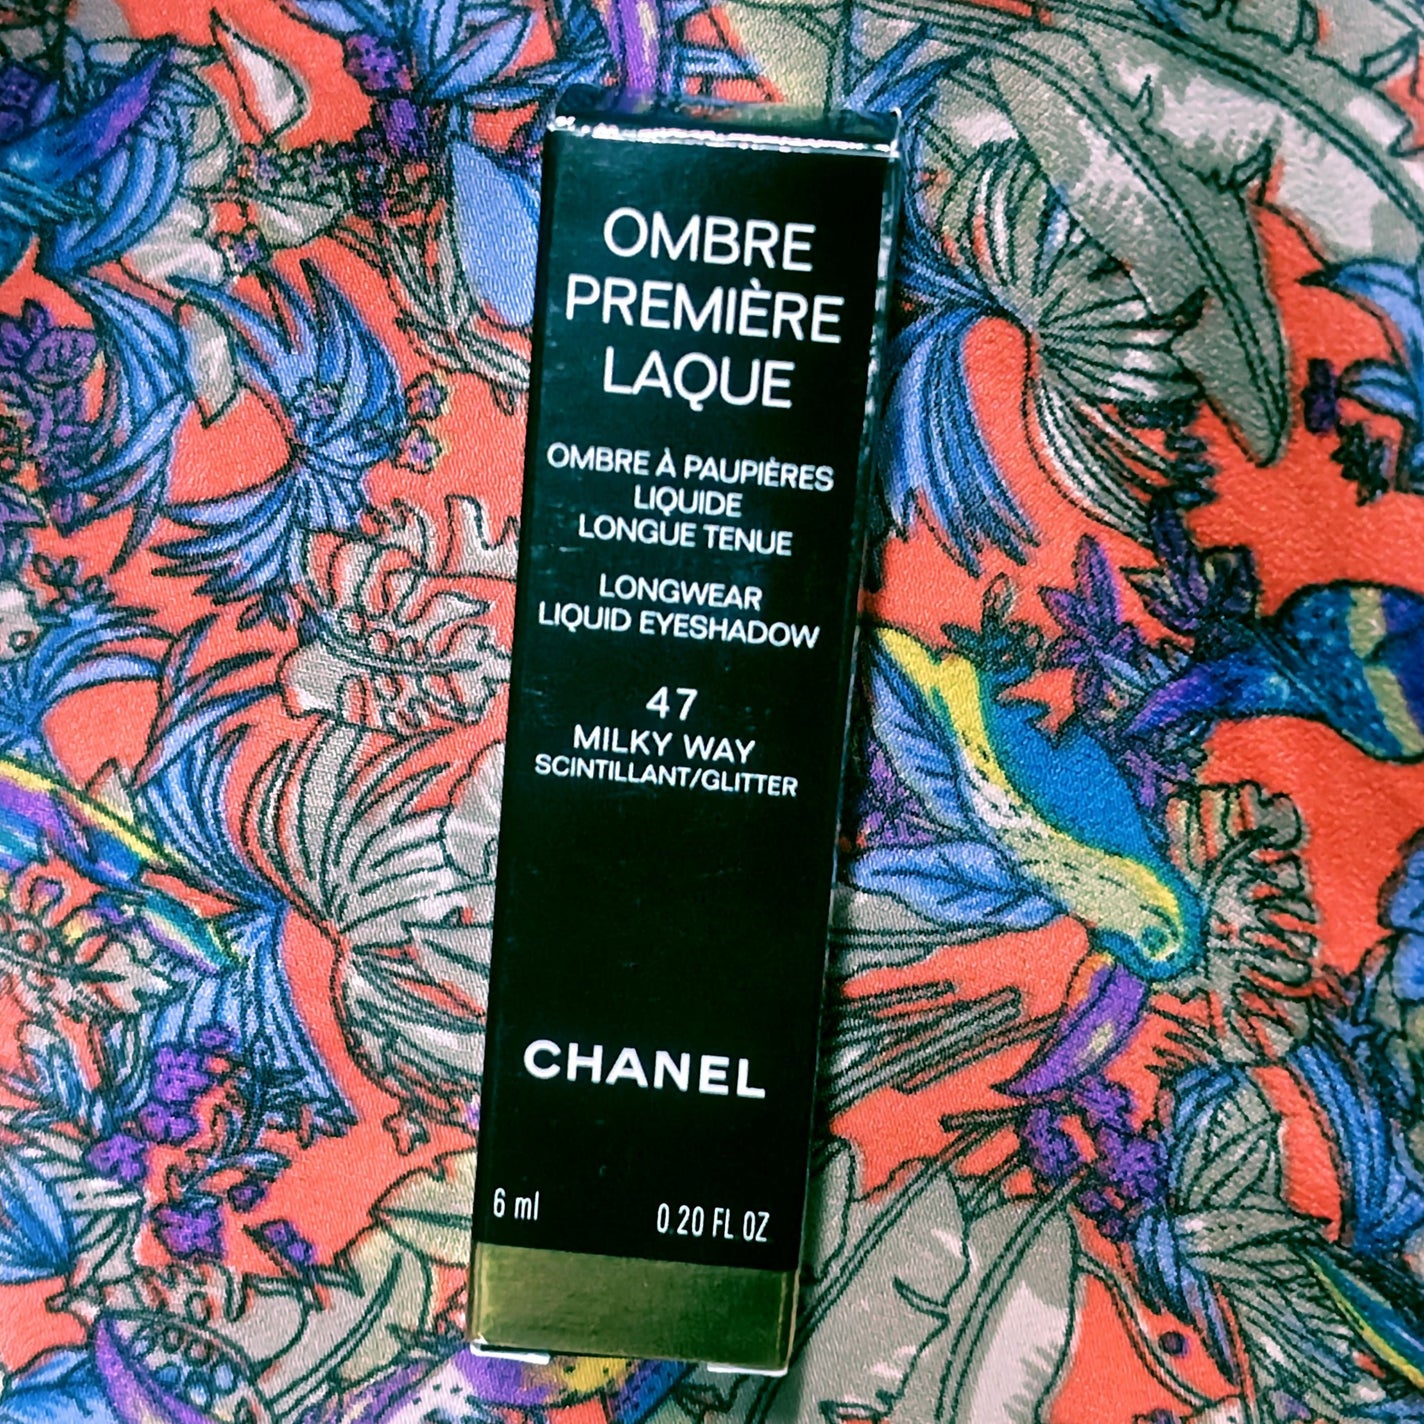 OMBRE
PREMIÈRE
LAQUE
OMBRE À PAUPIÈRES
LIQUIDE
LONGUE TENUE
LONGWEAR
LIQUID EYESHADOW
47
MILKY WAY
SCINTILLANT/GLITTER
CHANEL
6 ml 0.20 FL. OZ.